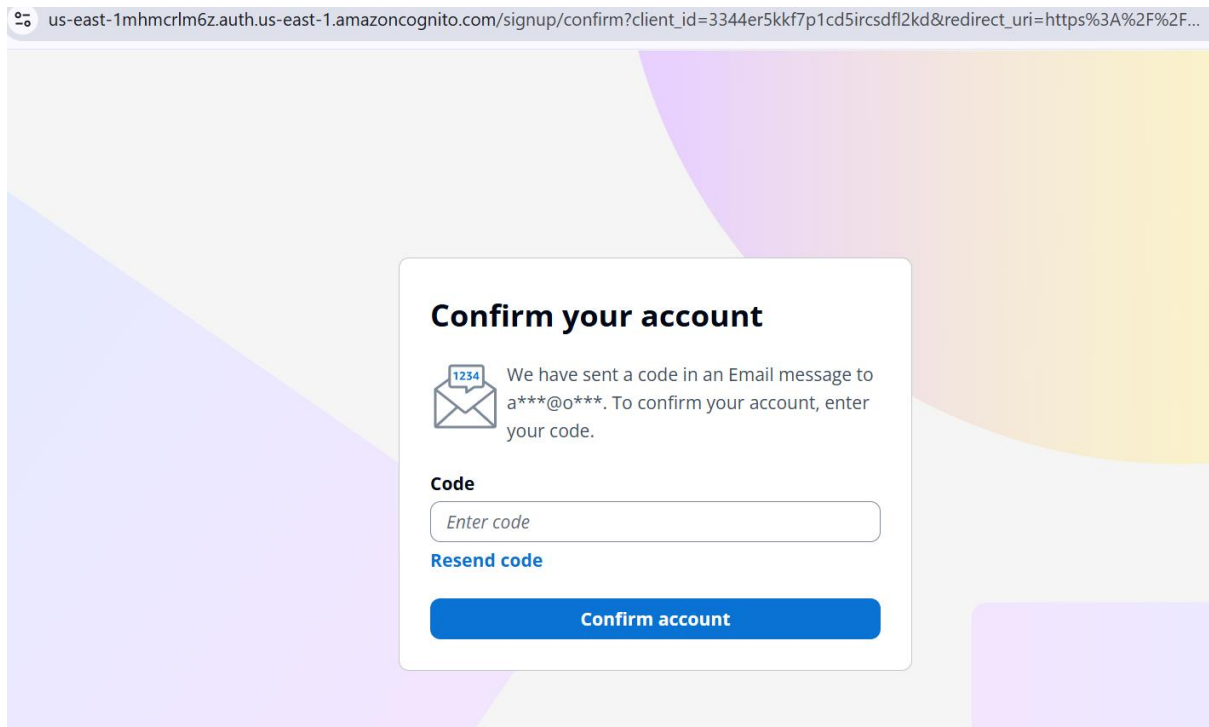 us-east-1mhmcrlm6z.auth.us-east-1.amazoncognito.com/signup/confirm?client_id=3344er5kkf7p1cd5ircsdfl2kd&redirect_uri=https%3A%2F%2F...
Confirm your account
1234
We have sent a code in an Email message to
a***@o***. To confirm your account, enter
your code.
Code
Enter code
Resend code
Confirm account